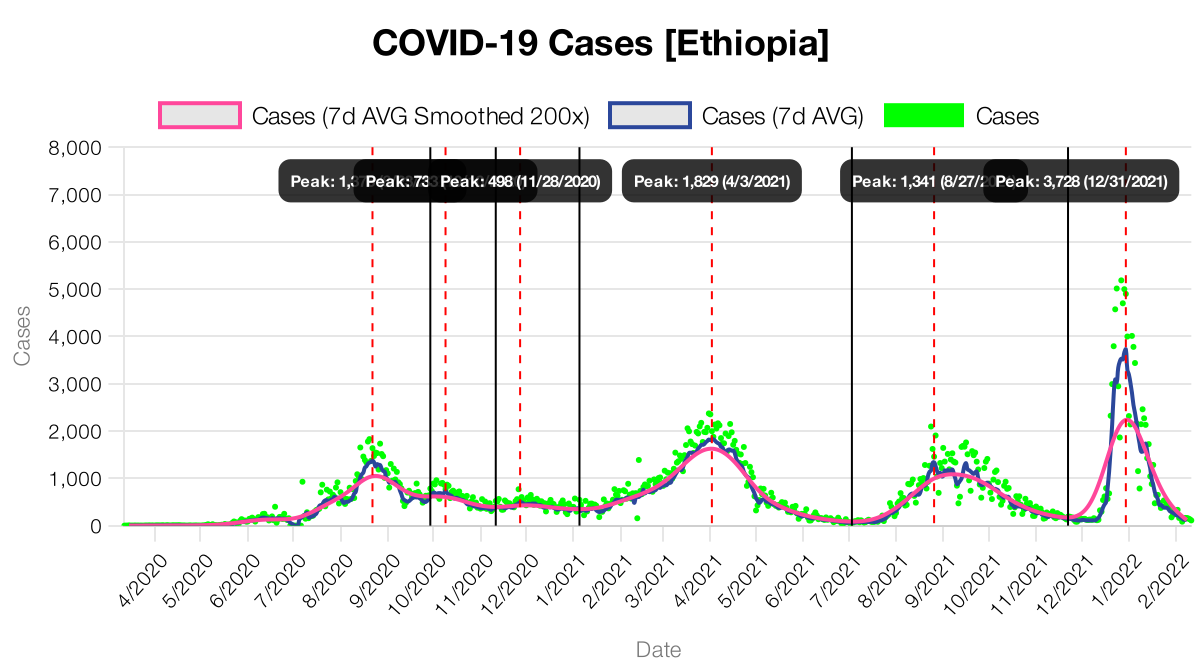 COVID-19 Cases [Ethiopia]
Cases (7d AVG Smoothed 200x) Cases (7d AVG) Cases
8,000
7,000
6,000
5,000
4,000
3,000
2,000
1,000
0
Peak: Peak: Peak: 498 (11/28/2020) Peak: 1,829 (4/3/2021) Peak: 1,341 Peak: 3,728 (12/31/2021)
Cases
4/2020 5/2020 6/2020 7/2020 8/2020 9/2020 10/2020 11/2020 12/2020 1/2021 2/2021 3/2021 4/2021 5/2021 6/2021 7/2021 8/2021 9/2021 10/2021 11/2021 12/2021 1/2022 2/2022
Date